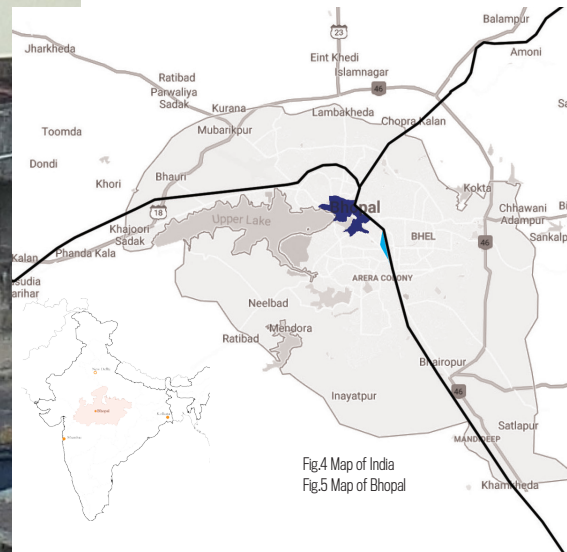 Balampur
23
Jharkheda
Amoni
Eint Khedi
Islamnagar
Ratibad
Parwaliya
Sadak
46
Kurana
Lambakheda
Chopra Kalan
Mubarikpur
Toomda
Dondi
Bhauri
Khori
Kokta
18
Bhopal
Chhawani
Adampur
Upper Lake
Khajoori
Sadak
BHEL
46
Sankalp
Kalan
Phanda Kala
ARERA COLONY
Neelbad
Mendora
Ratibad
Bhairopur
Inayatpur
46
Satlapur
MANDIDEEP
Khamkheda
Fig.4 Map of India
Fig.5 Map of Bhopal